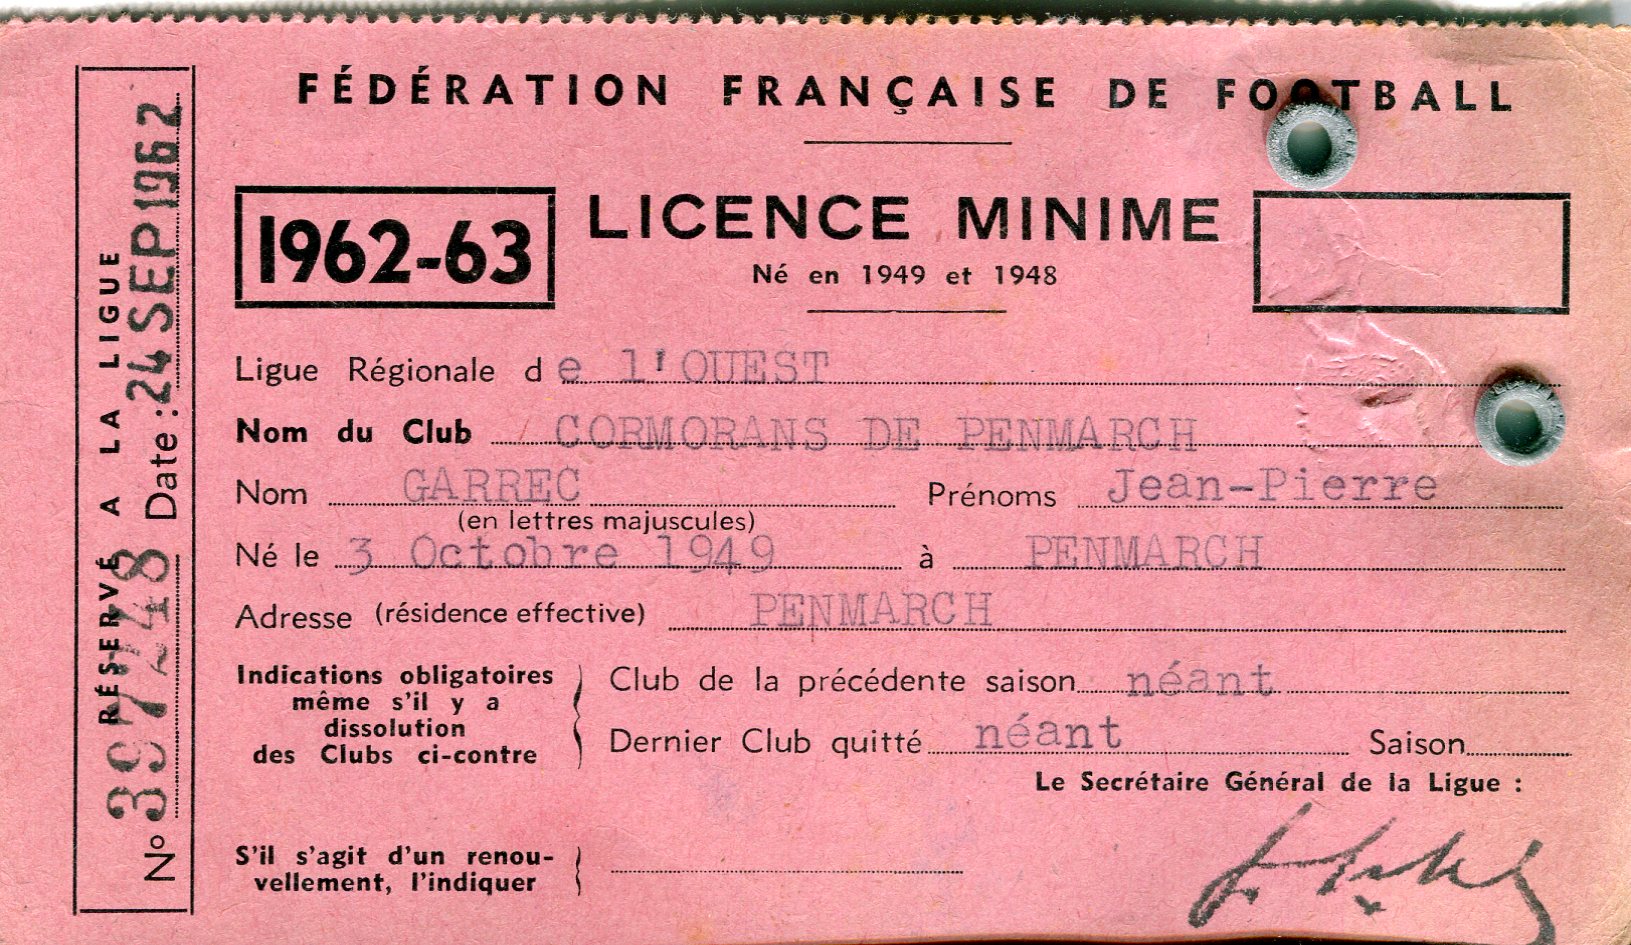 FÉDÉRATION FRANÇAISE DE FOOTBALL
1962-63
LICENCE MINIME
Né en 1949 et 1948
RÉSERVÉ A LA LIGUE
N° 397248 Date : 24 SEP 1962
Ligue Régionale de l'OUEST
Nom du Club CORMORANS DE PENMARCH
Nom GARREC Prénoms Jean-Pierre
(en lettres majuscules)
Né le 3 Octobre 1949 à PENMARCH
Adresse (résidence effective) PENMARCH
Indications obligatoires
même s'il y a
dissolution
des Clubs ci-contre
Club de la précédente saison néant
Dernier Club quitté néant Saison
Le Secrétaire Général de la Ligue :
S'il s'agit d'un renou-
vellement, l'indiquer